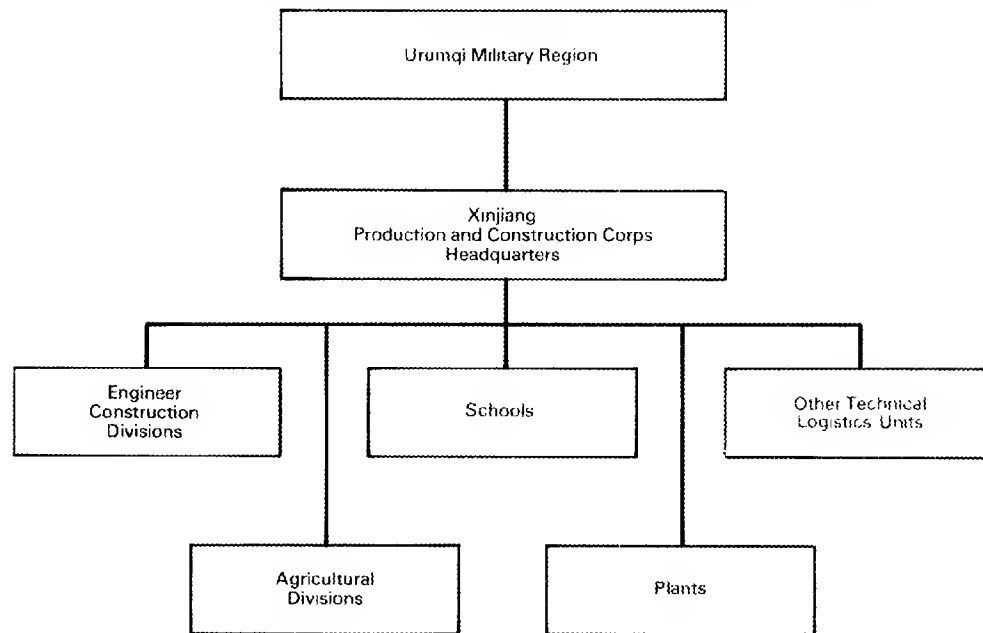 Urumqi Military Region
Xinjiang
Production and Construction Corps
Headquarters
Engineer
Construction
Divisions
Schools
Other Technical
Logistics Units
Agricultural
Divisions
Plants